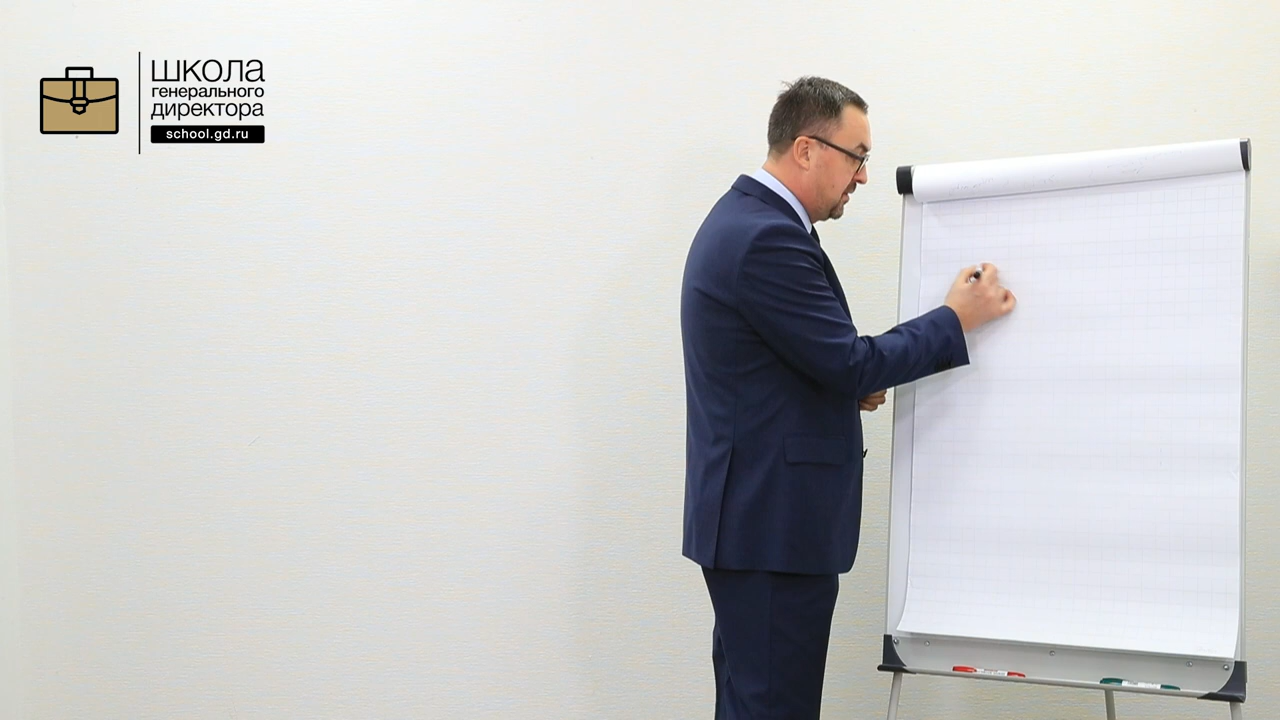 школа
генерального
директора
school.gd.ru